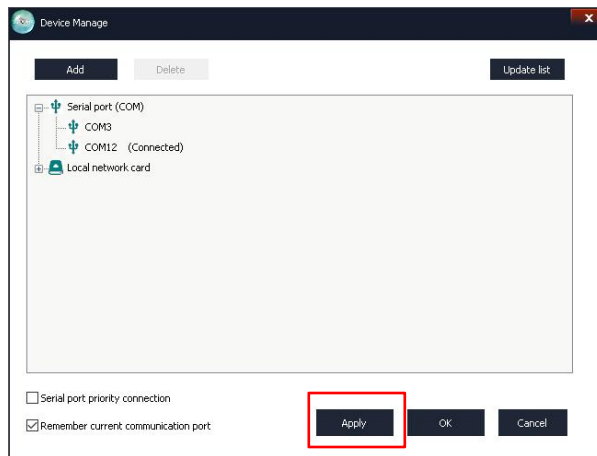 Device Manage
x
Add
Delete
Update list
Serial port (COM)
COM3
COM12 (Connected)
Local network card
Serial port priority connection
Remember current communication port
Apply
OK
Cancel